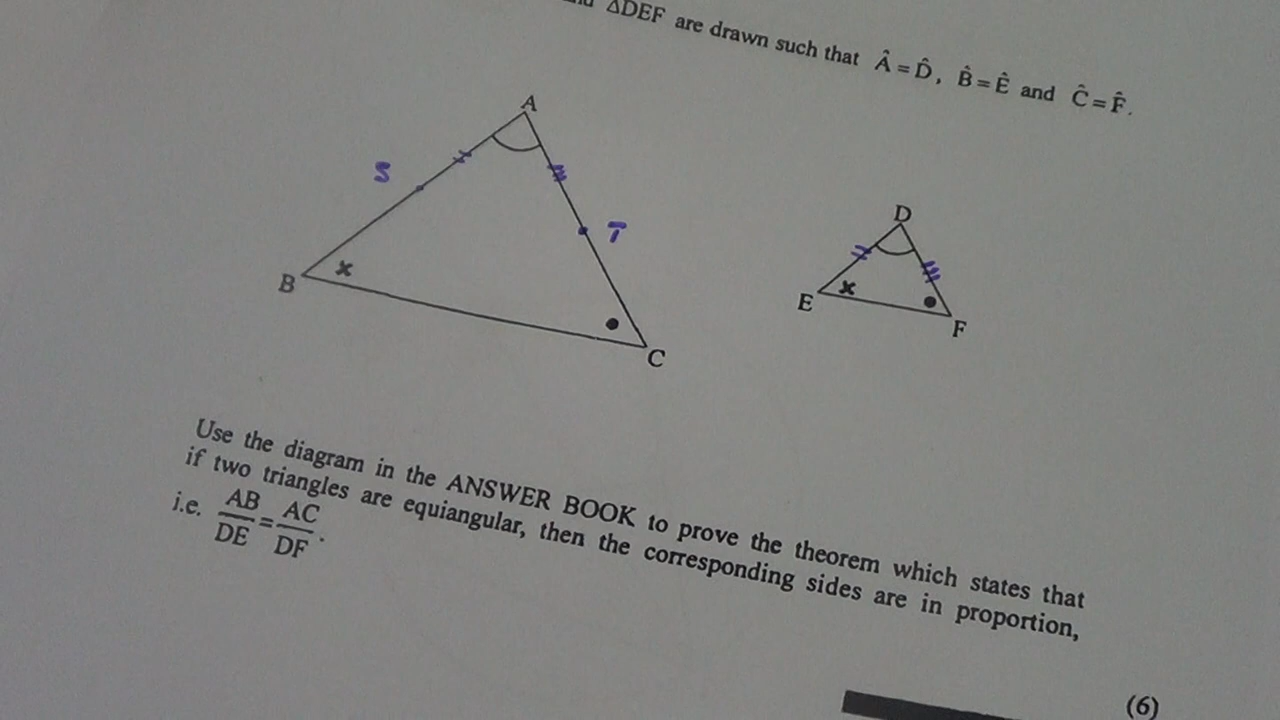 ΔDEF are drawn such that Â = D̂, B̂ = Ê and Ĉ = F̂.
A
S
T
B
C
D
E
F
Use the diagram in the ANSWER BOOK to prove the theorem which states that
if two triangles are equiangular, then the corresponding sides are in proportion,
i.e. AB/DE = AC/DF.
(6)